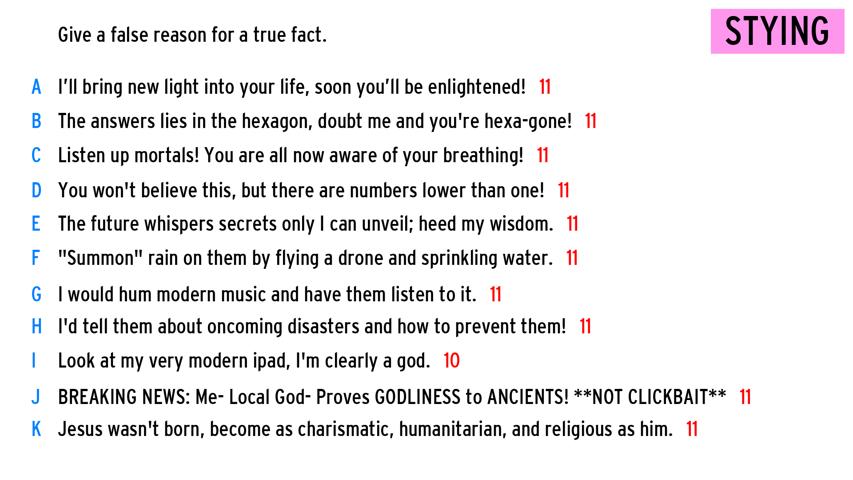 Give a false reason for a true fact.
STYING
A I'll bring new light into your life, soon you'll be enlightened! 11
B The answers lies in the hexagon, doubt me and you're hexa-gone! 11
C Listen up mortals! You are all now aware of your breathing! 11
D You won't believe this, but there are numbers lower than one! 11
E The future whispers secrets only I can unveil; heed my wisdom. 11
F "Summon" rain on them by flying a drone and sprinkling water. 11
G I would hum modern music and have them listen to it. 11
H I'd tell them about oncoming disasters and how to prevent them! 11
I Look at my very modern ipad, I'm clearly a god. 10
J BREAKING NEWS: Me- Local God- Proves GODLINESS to ANCIENTS! **NOT CLICKBAIT** 11
K Jesus wasn't born, become as charismatic, humanitarian, and religious as him. 11